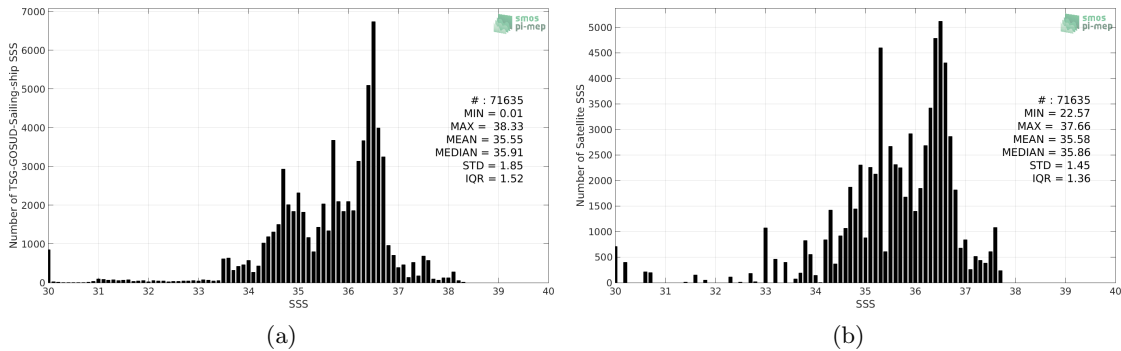 smos
pi-mep
Number of TSG-GOSUD-Sailing-ship SSS
7000
6000
5000
4000
3000
2000
1000
0
# : 71635
MIN = 0.01
MAX = 38.33
MEAN = 35.55
MEDIAN = 35.91
STD = 1.85
IQR = 1.52
30 31 32 33 34 35 36 37 38 39 40
SSS
(a)
smos
pi-mep
Number of Satellite SSS
5000
4500
4000
3500
3000
2500
2000
1500
1000
500
0
# : 71635
MIN = 22.57
MAX = 37.66
MEAN = 35.58
MEDIAN = 35.86
STD = 1.45
IQR = 1.36
30 31 32 33 34 35 36 37 38 39 40
SSS
(b)